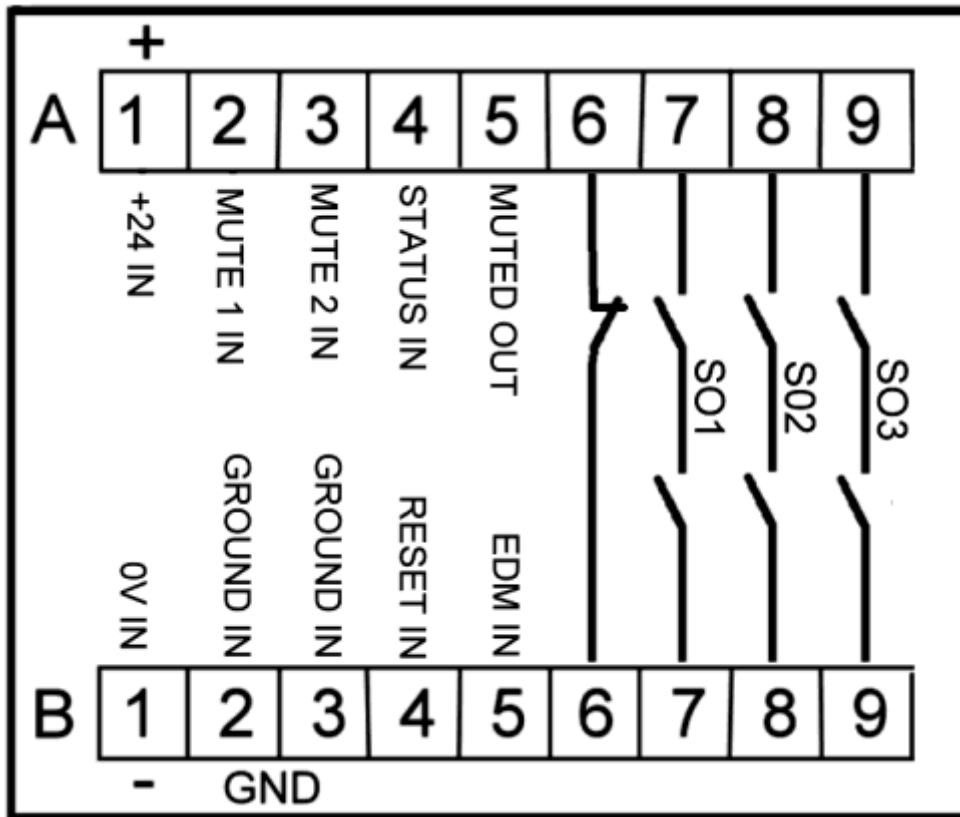 +
A 1 2 3 4 5 6 7 8 9
+24 IN
MUTE 1 IN
MUTE 2 IN
STATUS IN
MUTED OUT
SO1
S02
SO3
0V IN
GROUND IN
GROUND IN
RESET IN
EDM IN
B 1 2 3 4 5 6 7 8 9
- GND